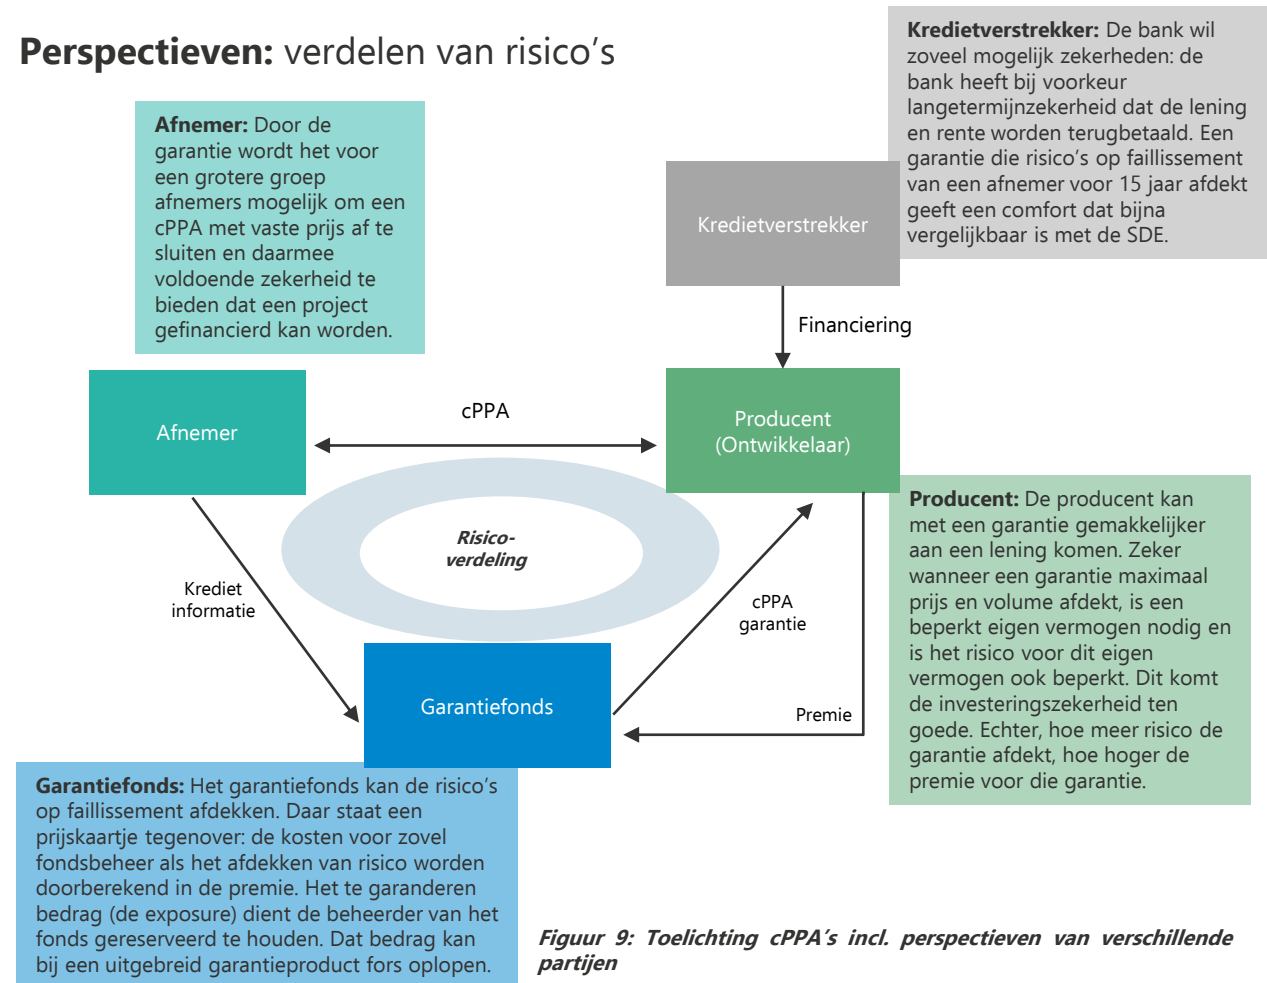 Perspectieven: verdelen van risico's
Kredietverstrekker: De bank wil
zoveel mogelijk zekerheden: de
bank heeft bij voorkeur
langetermijnzekerheid dat de lening
en rente worden terugbetaald. Een
garantie die risico's op faillissement
van een afnemer voor 15 jaar afdekt
geeft een comfort dat bijna
vergelijkbaar is met de SDE.
Afnemer: Door de
garantie wordt het voor
een grotere groep
afnemers mogelijk om een
cPPA met vaste prijs af te
sluiten en daarmee
voldoende zekerheid te
bieden dat een project
gefinancierd kan worden.
Kredietverstrekker
Financiering
Afnemer
cPPA
Producent
(Ontwikkelaar)
Risico-
verdeling
Krediet
informatie
cPPA
garantie
Premie
Garantiefonds
Producent: De producent kan
met een garantie gemakkelijker
aan een lening komen. Zeker
wanneer een garantie maximaal
prijs en volume afdekt, is een
beperkt eigen vermogen nodig en
is het risico voor dit eigen
vermogen ook beperkt. Dit komt
de investeringszekerheid ten
goede. Echter, hoe meer risico de
garantie afdekt, hoe hoger de
premie voor die garantie.
Garantiefonds: Het garantiefonds kan de risico's
op faillissement afdekken. Daar staat een
prijskaartje tegenover: de kosten voor zovel
fondsbeheer als het afdekken van risico worden
doorberekend in de premie. Het te garanderen
bedrag (de exposure) dient de beheerder van het
fonds gereserveerd te houden. Dat bedrag kan
bij een uitgebreid garantieproduct fors oplopen.
Figuur 9: Toelichting cPPA's incl. perspectieven van verschillende
partijen